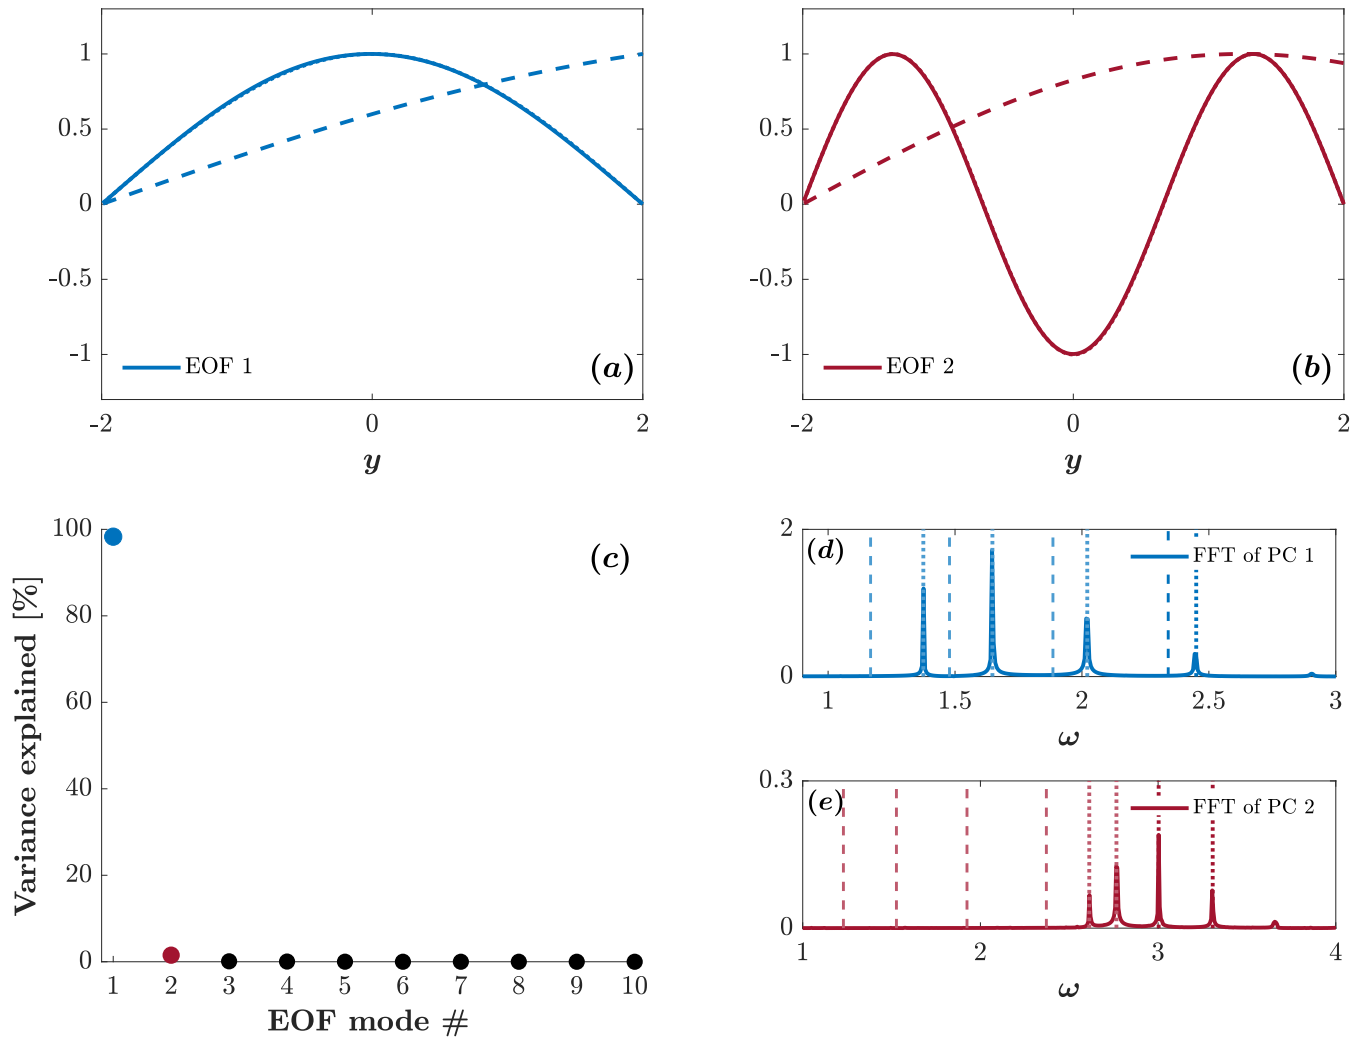 1
0.5
0
-0.5
-1
EOF 1
(a)
-2 0 2
y
1
0.5
0
-0.5
-1
EOF 2
(b)
-2 0 2
y
Variance explained [%]
100
80
60
40
20
0
(c)
1 2 3 4 5 6 7 8 9 10
EOF mode #
2
0
(d)
FFT of PC 1
1 1.5 2 2.5 3
ω
0.3
0
(e)
FFT of PC 2
1 2 3 4
ω